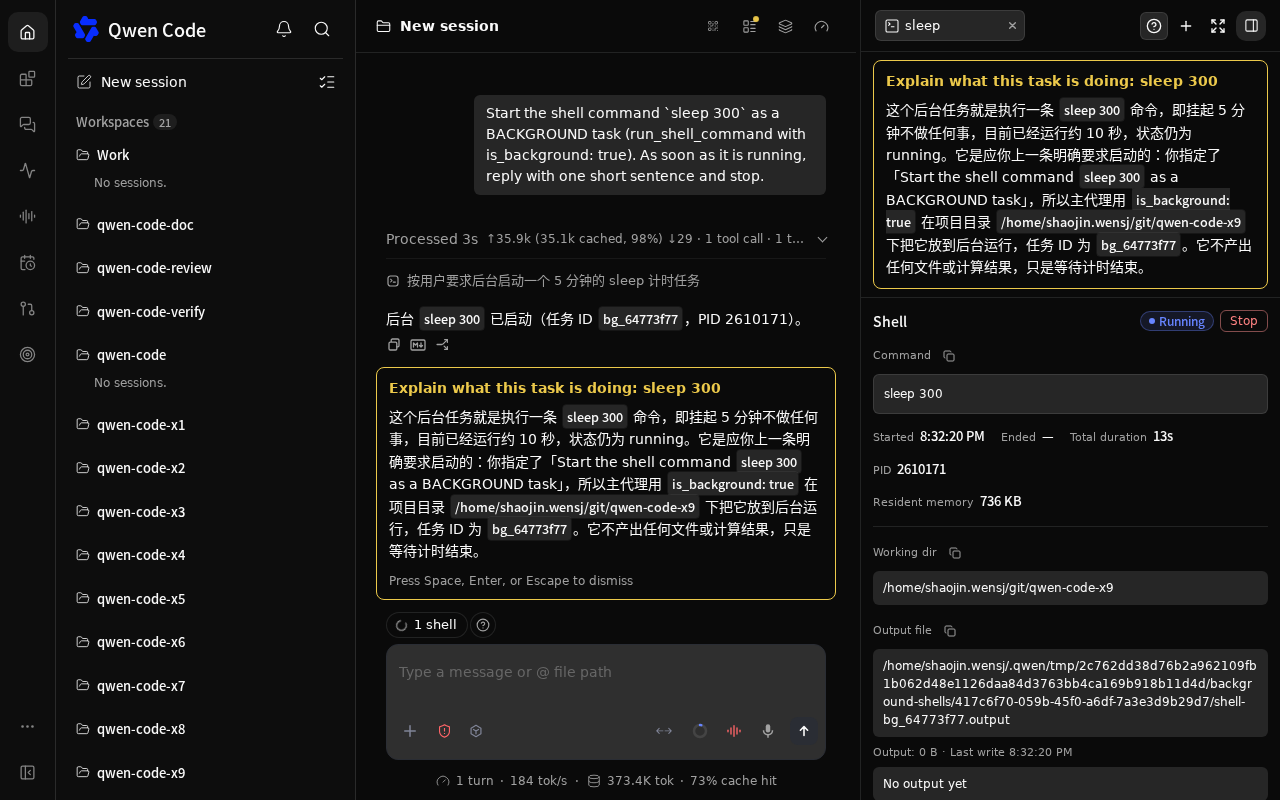 Qwen Code
New session
Workspaces 21
Work
No sessions.
qwen-code-doc
qwen-code-review
qwen-code-verify
qwen-code
No sessions.
qwen-code-x1
qwen-code-x2
qwen-code-x3
qwen-code-x4
qwen-code-x5
qwen-code-x6
qwen-code-x7
qwen-code-x8
qwen-code-x9
New session
Start the shell command `sleep 300` as a
BACKGROUND task (run_shell_command with
is_background: true). As soon as it is running,
reply with one short sentence and stop.
Processed 3s ↑35.9k (35.1k cached, 98%) ↓29 · 1 tool call · 1 t...
按用户要求后台启动一个 5 分钟的 sleep 计时任务
后台 sleep 300 已启动（任务 ID bg_64773f77，PID 2610171）。
Explain what this task is doing: sleep 300
这个后台任务就是执行一条 sleep 300 命令，即挂起 5 分钟不做任何
事，目前已经运行约 10 秒，状态仍为 running。它是应你上一条明
确要求启动的：你指定了「Start the shell command sleep 300
as a BACKGROUND task」，所以主代理用 is_background: true 在
项目目录 /home/shaojin.wensj/git/qwen-code-x9 下把它放到后台运
行，任务 ID 为 bg_64773f77。它不产出任何文件或计算结果，只是
等待计时结束。
Press Space, Enter, or Escape to dismiss
1 shell
Type a message or @ file path
1 turn · 184 tok/s · 373.4K tok · 73% cache hit
sleep
Explain what this task is doing: sleep 300
这个后台任务就是执行一条 sleep 300 命令，即挂起 5 分
钟不做任何事，目前已经运行约 10 秒，状态仍为
running。它是应你上一条明确要求启动的：你指定了
「Start the shell command sleep 300 as a
BACKGROUND task」，所以主代理用 is_background:
true 在项目目录 /home/shaojin.wensj/git/qwen-code-x9
下把它放到后台运行，任务 ID 为 bg_64773f77。它不产出
任何文件或计算结果，只是等待计时结束。
Shell Running Stop
Command
sleep 300
Started 8:32:20 PM Ended — Total duration 13s
PID 2610171
Resident memory 736 KB
Working dir
/home/shaojin.wensj/git/qwen-code-x9
Output file
/home/shaojin.wensj/.qwen/tmp/2c762dd38d76b2a962109fb
1b062d48e1126daa84d3763bb4ca169b918b11d4d/backgr
ound-shells/417c6f70-059b-45f0-a6df-7a3e3d9b29d7/shell-
bg_64773f77.output
Output: 0 B · Last write 8:32:20 PM
No output yet